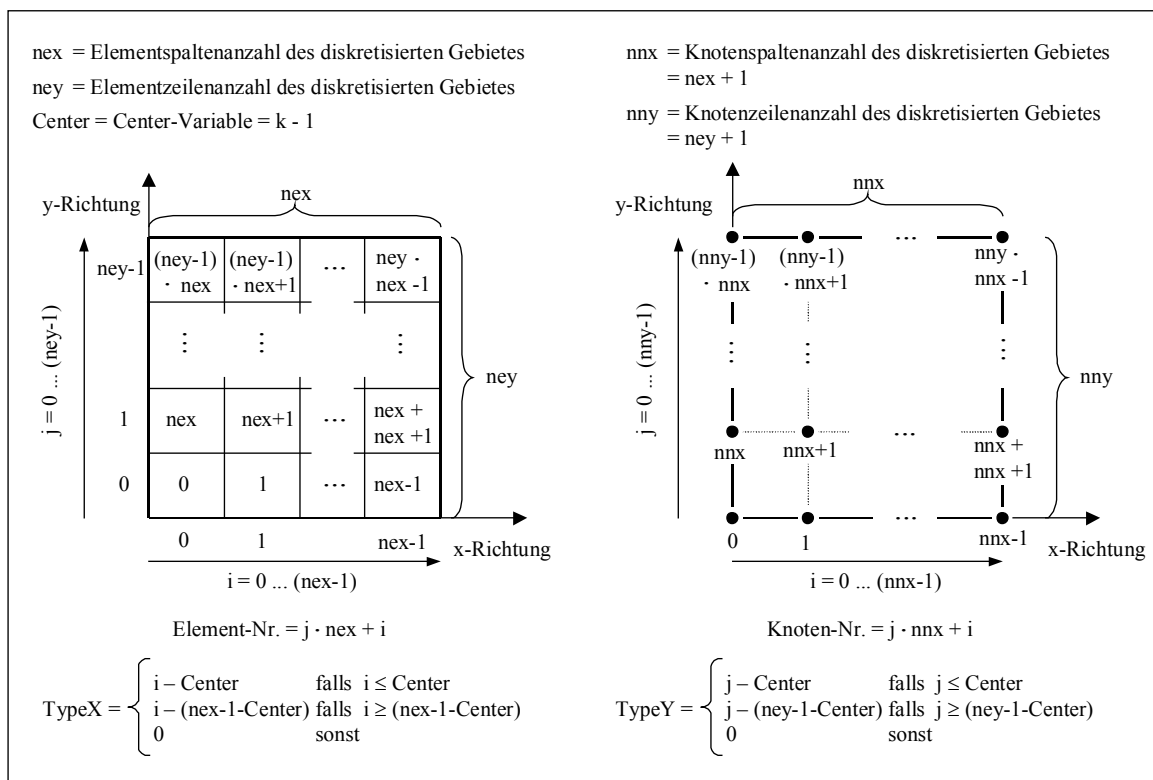 nex = Elementspaltenanzahl des diskretisierten Gebietes
ney = Elementzeilenanzahl des diskretisierten Gebietes
Center = Center-Variable = k - 1
y-Richtung
nex
ney-1
(ney-1) · nex
(ney-1) · nex+1
...
ney · nex -1
⋮ ⋮ ⋮
j = 0 ... (ney-1)
ney
1
nex nex+1 ... nex + nex +1
0
0 1 ... nex-1
0 1 nex-1
x-Richtung
i = 0 ... (nex-1)
Element-Nr. = j · nex + i
TypeX = {
i – Center falls i ≤ Center
i – (nex-1-Center) falls i ≥ (nex-1-Center)
0 sonst
nnx = Knotenspaltenanzahl des diskretisierten Gebietes
= nex + 1
nny = Knotenzeilenanzahl des diskretisierten Gebietes
= ney + 1
y-Richtung
nnx
...
(nny-1) · nnx
(nny-1) · nnx+1
nny · nnx -1
⋮ ⋮ ⋮
j = 0 ... (nny-1)
nny
...
nnx nnx+1 nnx + nnx +1
...
0 1 nnx-1
x-Richtung
i = 0 ... (nnx-1)
Knoten-Nr. = j · nnx + i
TypeY = {
j – Center falls j ≤ Center
j – (ney-1-Center) falls j ≥ (ney-1-Center)
0 sonst